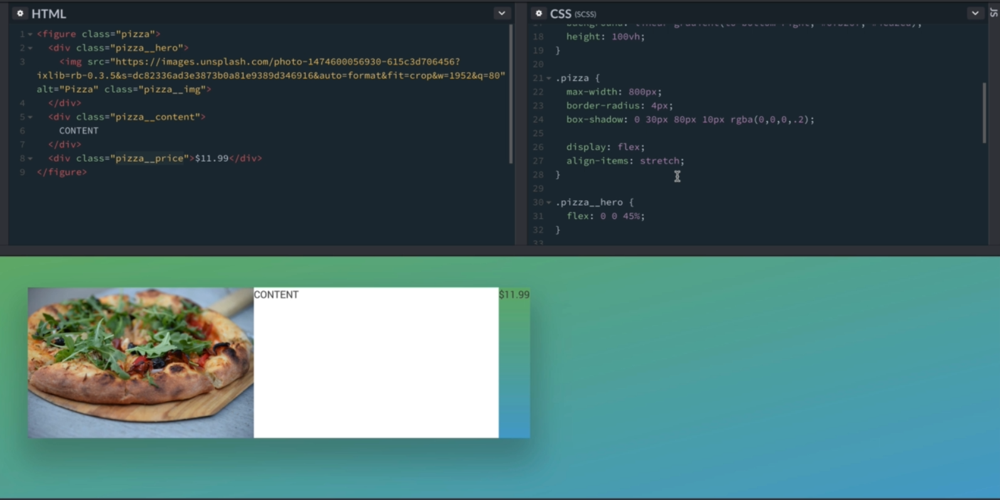 HTML
1 <figure class="pizza">
2 <div class="pizza__hero">
3 <img src="https://images.unsplash.com/photo-1474600056930-615c3d706456?
ixlib=rb-0.3.5&s=dc82336ad3e3873b0a81e9389d346916&auto=format&fit=crop&w=1952&q=80"
alt="Pizza" class="pizza__img">
4 </div>
5 <div class="pizza__content">
6 CONTENT
7 </div>
8 <div class="pizza__price">$11.99</div>
9 </figure>
CSS (SCSS)
18 height: 100vh;
19 }
20
21 .pizza {
22 max-width: 800px;
23 border-radius: 4px;
24 box-shadow: 0 30px 80px 10px rgba(0,0,0,.2);
25
26 display: flex;
27 align-items: stretch;
28 }
29
30 .pizza__hero {
31 flex: 0 0 45%;
32 }
33
JS
CONTENT
$11.99